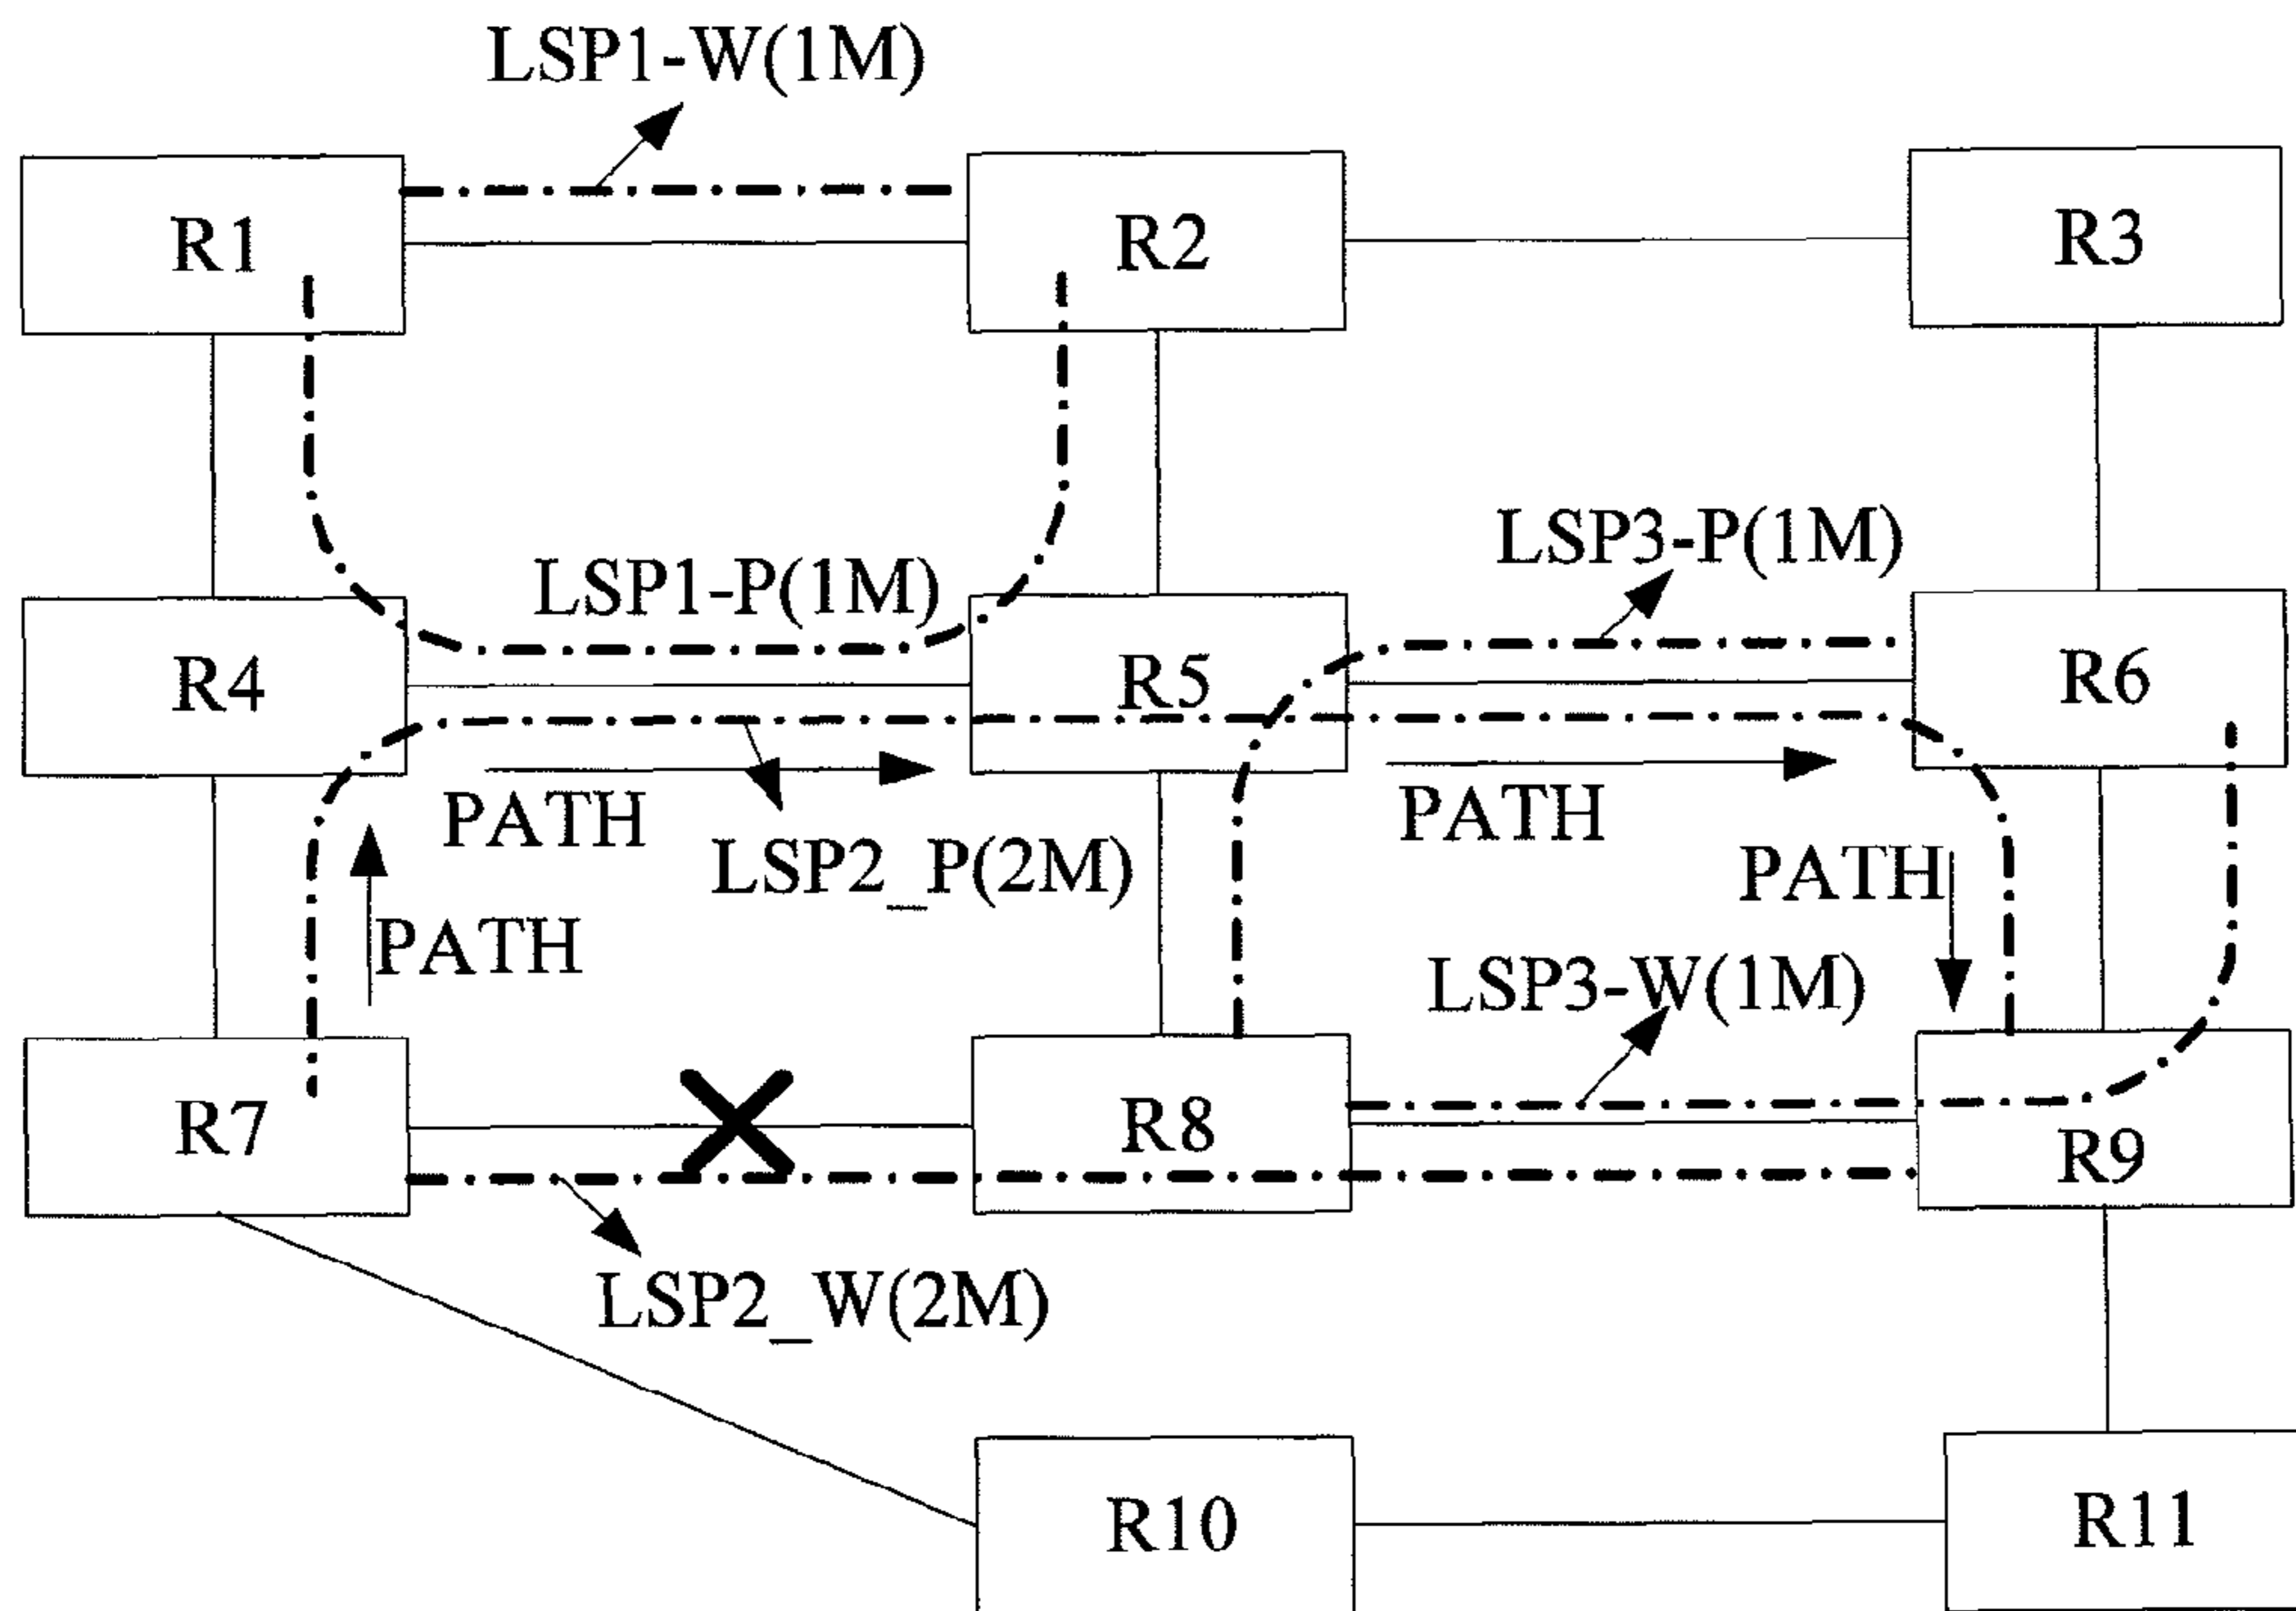 LSP1-W(1M)
R1
R2
R3
LSP3-P(1M)
LSP1-P(1M)
R4
R5
R6
PATH
PATH
LSP2_P(2M)
PATH
PATH
LSP3-W(1M)
R7
R8
R9
LSP2_W(2M)
R10
R11